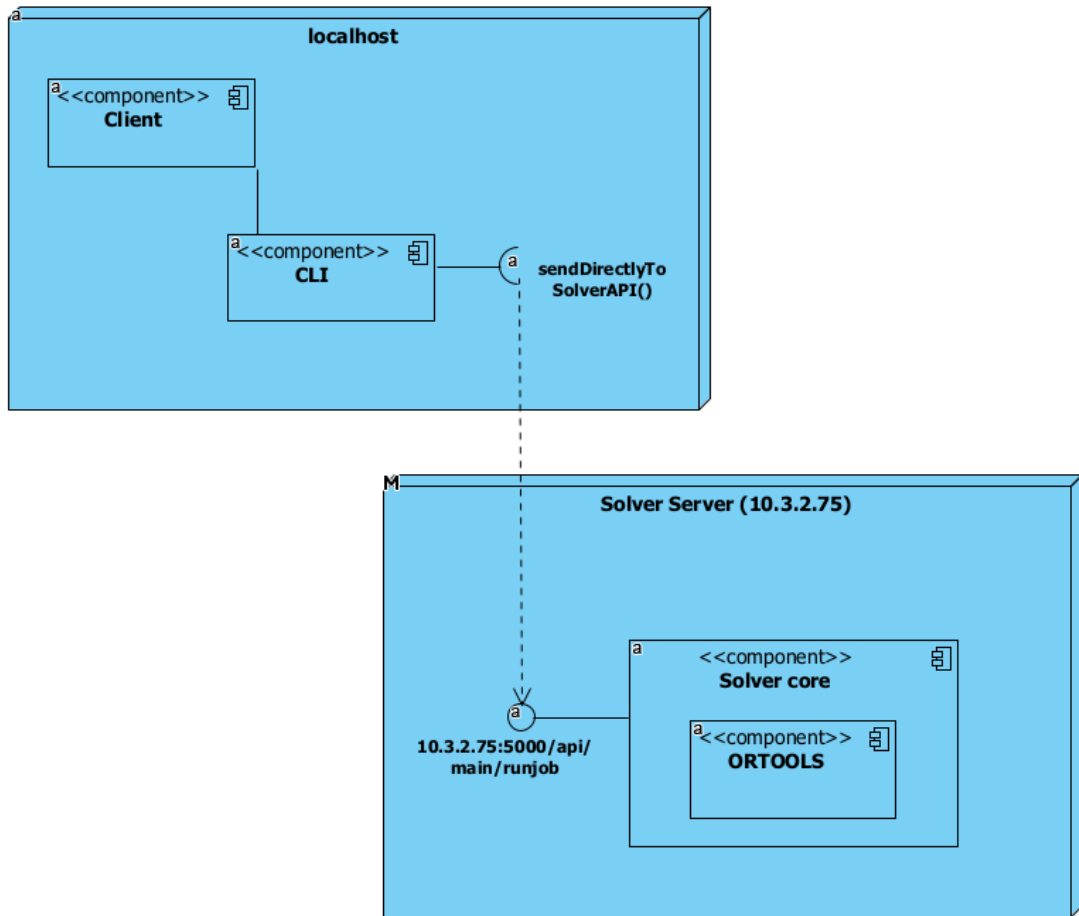 a
localhost
a
<<component>>
Client
a
<<component>>
CLI
a
sendDirectlyTo
SolverAPI()
M
Solver Server (10.3.2.75)
a
<<component>>
Solver core
a
<<component>>
ORTOOLS
a
10.3.2.75:5000/api/
main/runjob